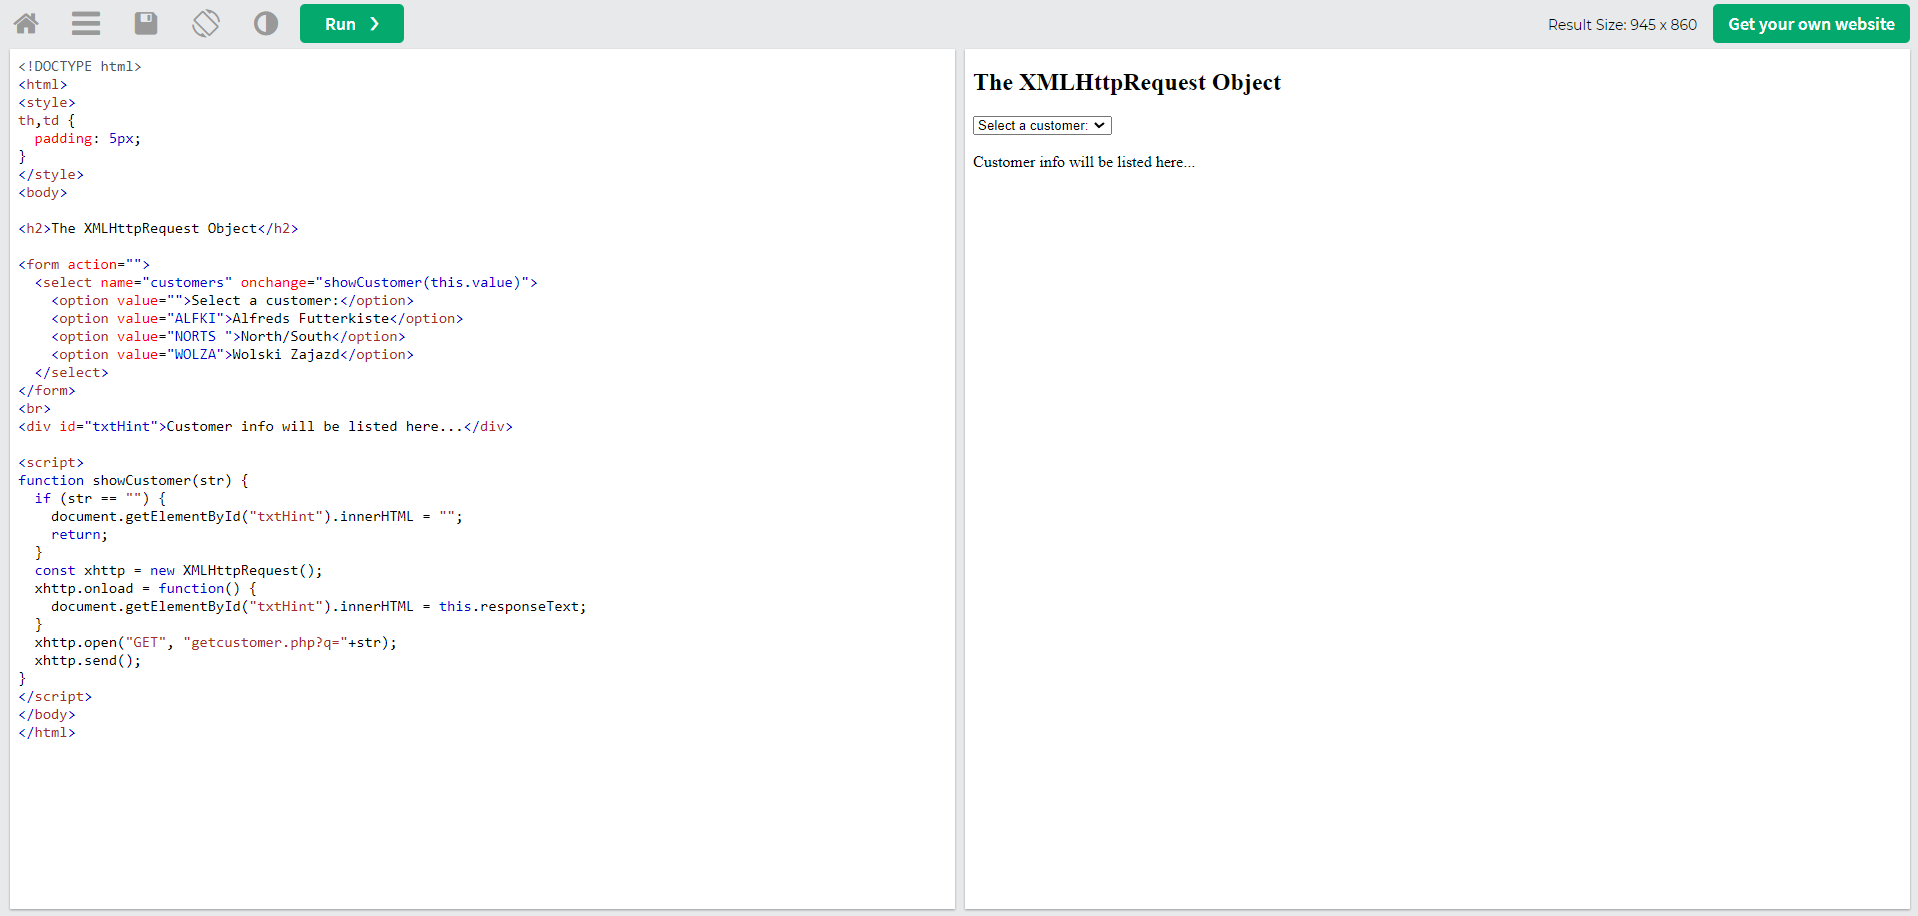 Run ❯
Result Size: 945 x 860
Get your own website
<!DOCTYPE html>
<html>
<style>
th,td {
  padding: 5px;
}
</style>
<body>

<h2>The XMLHttpRequest Object</h2>

<form action="">
  <select name="customers" onchange="showCustomer(this.value)">
    <option value="">Select a customer:</option>
    <option value="ALFKI">Alfreds Futterkiste</option>
    <option value="NORTS ">North/South</option>
    <option value="WOLZA">Wolski Zajazd</option>
  </select>
</form>
<br>
<div id="txtHint">Customer info will be listed here...</div>

<script>
function showCustomer(str) {
  if (str == "") {
    document.getElementById("txtHint").innerHTML = "";
    return;
  }
  const xhttp = new XMLHttpRequest();
  xhttp.onload = function() {
    document.getElementById("txtHint").innerHTML = this.responseText;
  }
  xhttp.open("GET", "getcustomer.php?q="+str);
  xhttp.send();
}
</script>
</body>
</html>
The XMLHttpRequest Object
Select a customer:
Customer info will be listed here...